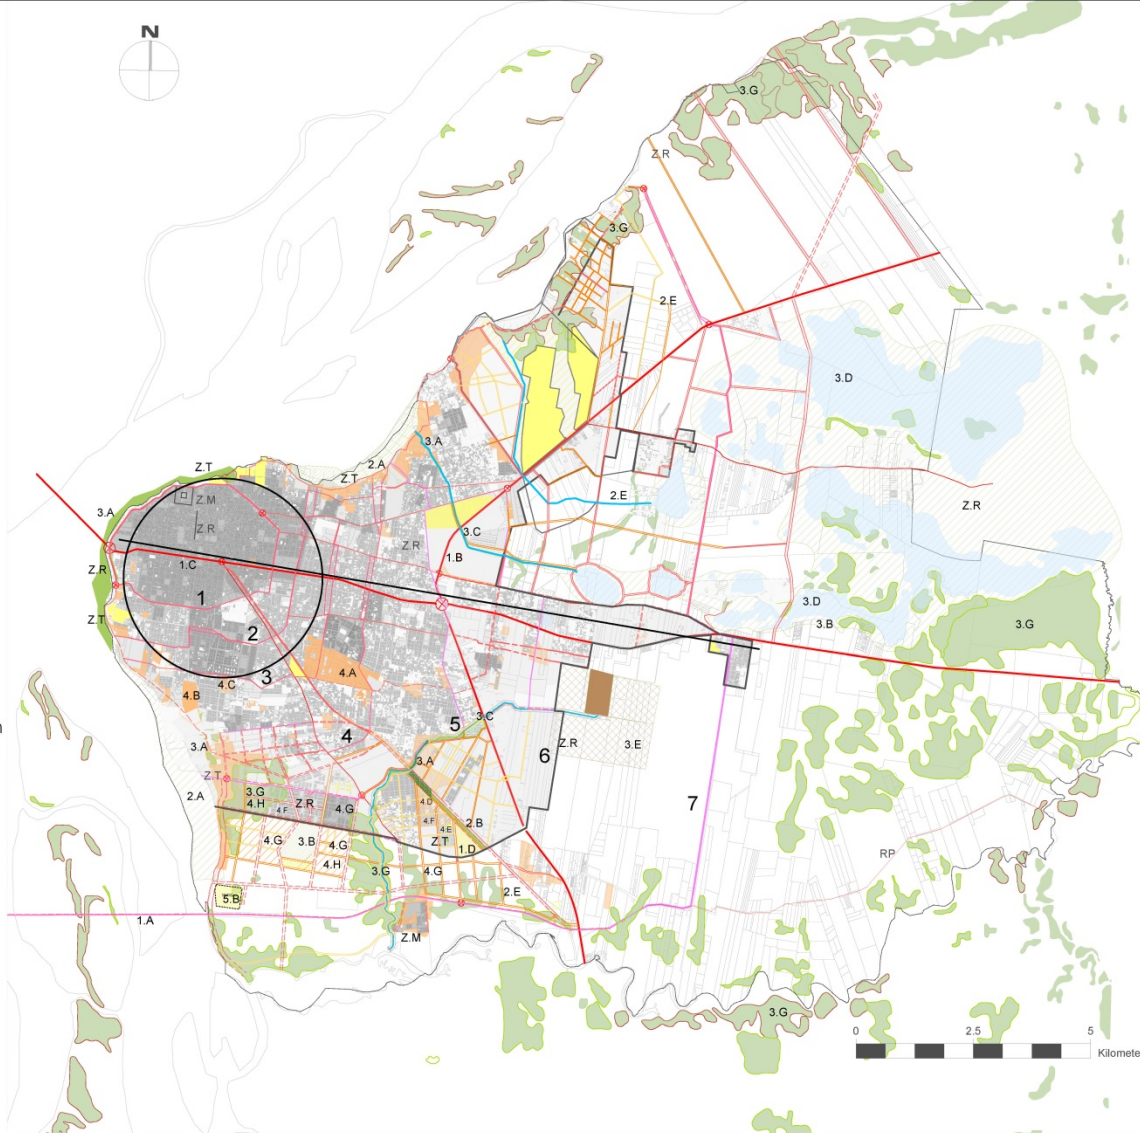 N
3.G
Z.R
3.G
2.E
3.D
3.A
2.A
Z.T
Z.T
Z.M
2.E
Z.R
3.A
Z.R
Z.R
3.C
1.B
1.C
Z.R
1
3.D
Z.T
3.B
3.G
2
3
4.A
4.C
4.B
3.C
5
4
3.A
Z.R
3.E
6
3.A
Z.T
3.G
2.A
4.H
4.F
Z.R
4.G
4.D
7
4.F
4.E
2.B
4.G
3.B
4.G
Z.T
1.D
RP
4.H
3.G
4.G
2.E
5.B
1.A
Z.M
3.G
0 2.5 5
Kilomete